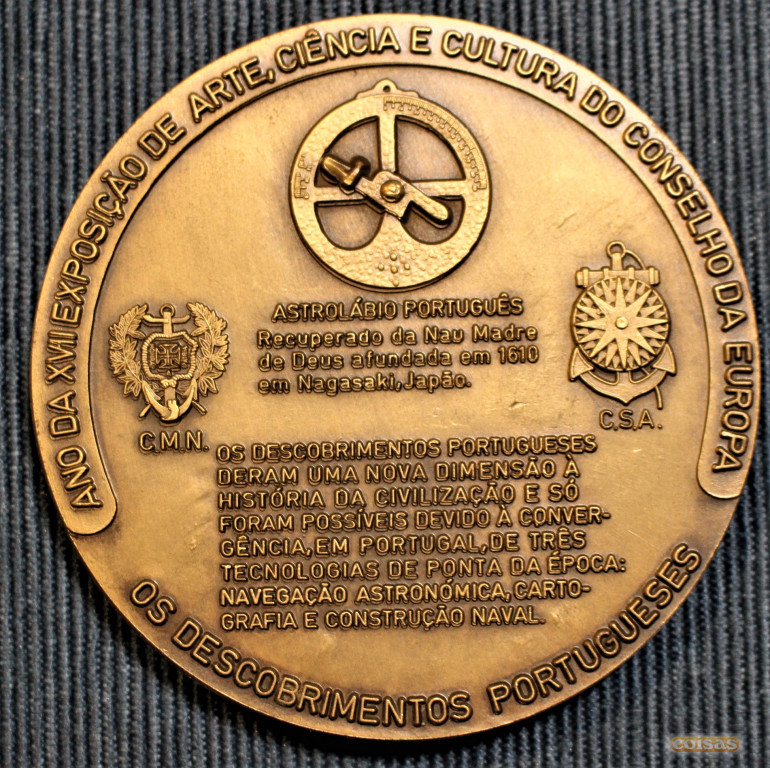 ANO DA XVII EXPOSIÇÃO DE ARTE, CIÊNCIA E CULTURA DO CONSELHO DA EUROPA
ASTROLÁBIO PORTUGUÊS
Recuperado da Nau Madre
de Deus afundada em 1610
em Nagasaki, Japão.
C.M.N.
C.S.A.
OS DESCOBRIMENTOS PORTUGUESES
DERAM UMA NOVA DIMENSÃO À
HISTÓRIA DA CIVILIZAÇÃO E SÓ
FORAM POSSÍVEIS DEVIDO À CONVER-
GÊNCIA, EM PORTUGAL, DE TRÊS
TECNOLOGIAS DE PONTA DA ÉPOCA:
NAVEGAÇÃO ASTRONÓMICA, CARTO-
GRAFIA E CONSTRUÇÃO NAVAL.
OS DESCOBRIMENTOS PORTUGUESES
coisas